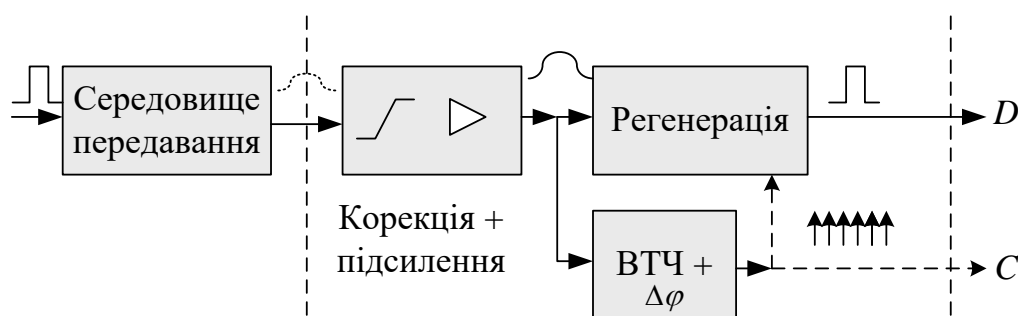 Середовище
передавання
Корекція +
підсилення
Регенерація
D
ВТЧ +
Δφ
C